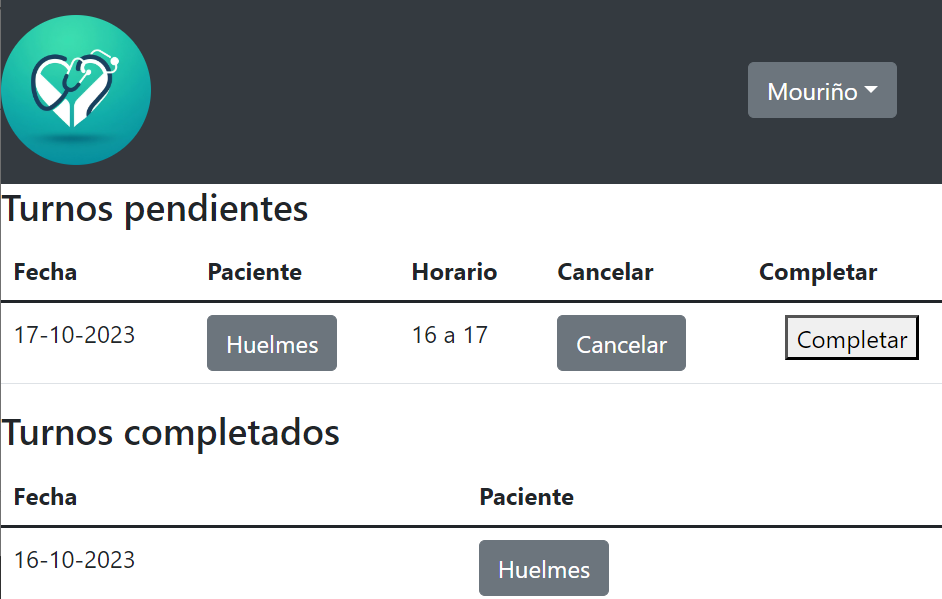 Mouriño
Turnos pendientes
Fecha Paciente Horario Cancelar Completar
17-10-2023 Huelmes 16 a 17 Cancelar Completar
Turnos completados
Fecha Paciente
16-10-2023 Huelmes